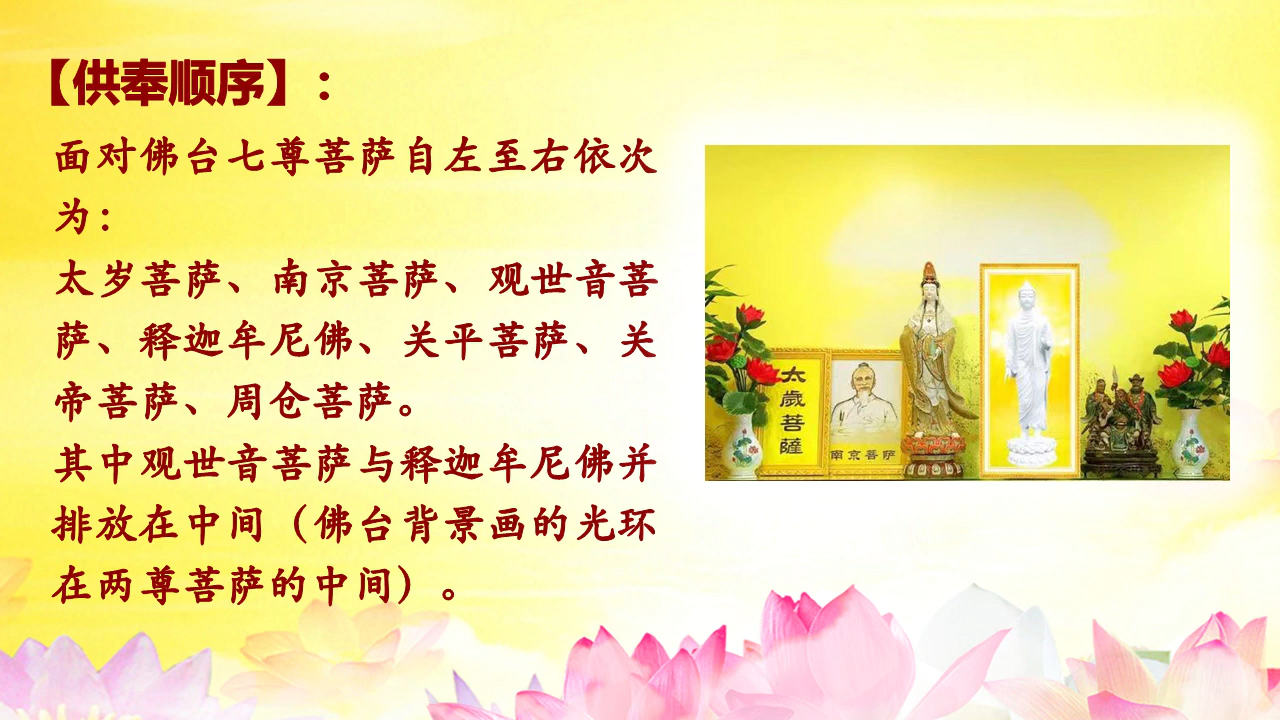 【供奉顺序】:
面对佛台七尊菩萨自左至右依次
为:
太岁菩萨、南京菩萨、观世音菩
萨、释迦牟尼佛、关平菩萨、关
帝菩萨、周仓菩萨。
其中观世音菩萨与释迦牟尼佛并
排放在中间（佛台背景画的光环
在两尊菩萨的中间）。
太歲菩薩
南京菩萨